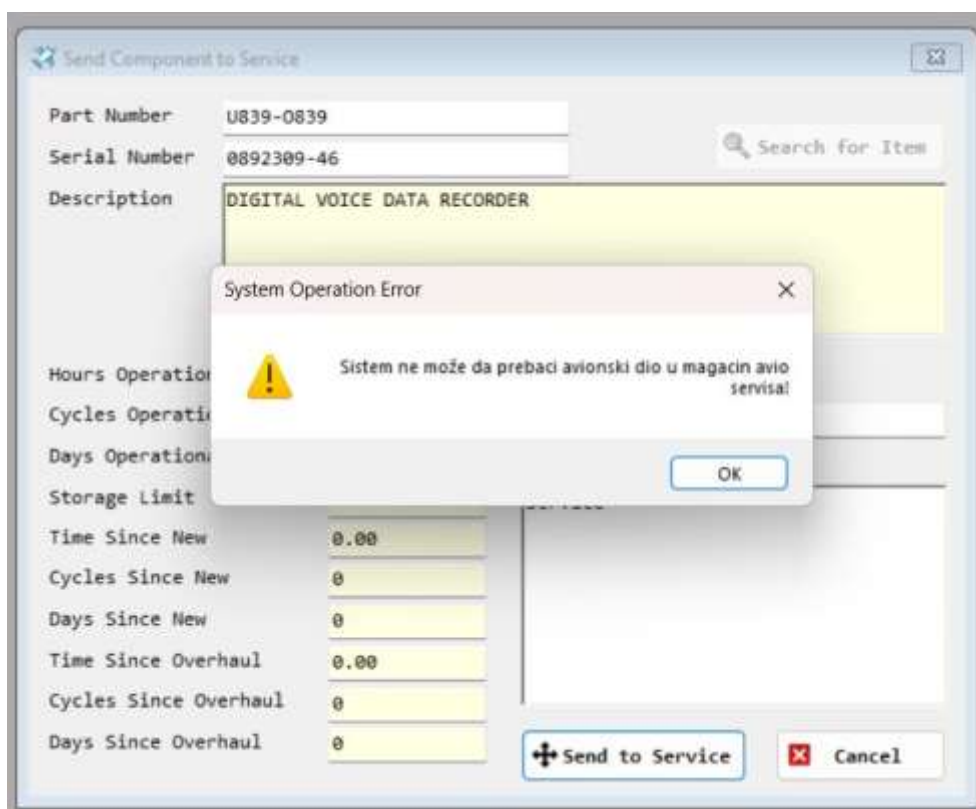 Send Component to Service
Part Number U839-0839
Serial Number 0892309-46
Search for Item
Description DIGITAL VOICE DATA RECORDER
System Operation Error
Sistem ne može da prebaci avionski dio u magacin avio
servisa!
OK
Hours
Cycles
Days
Storage Limit
Time Since New 0.00
Cycles Since New 0
Days Since New 0
Time Since Overhaul 0.00
Cycles Since Overhaul 0
Days Since Overhaul 0
Send to Service
Cancel